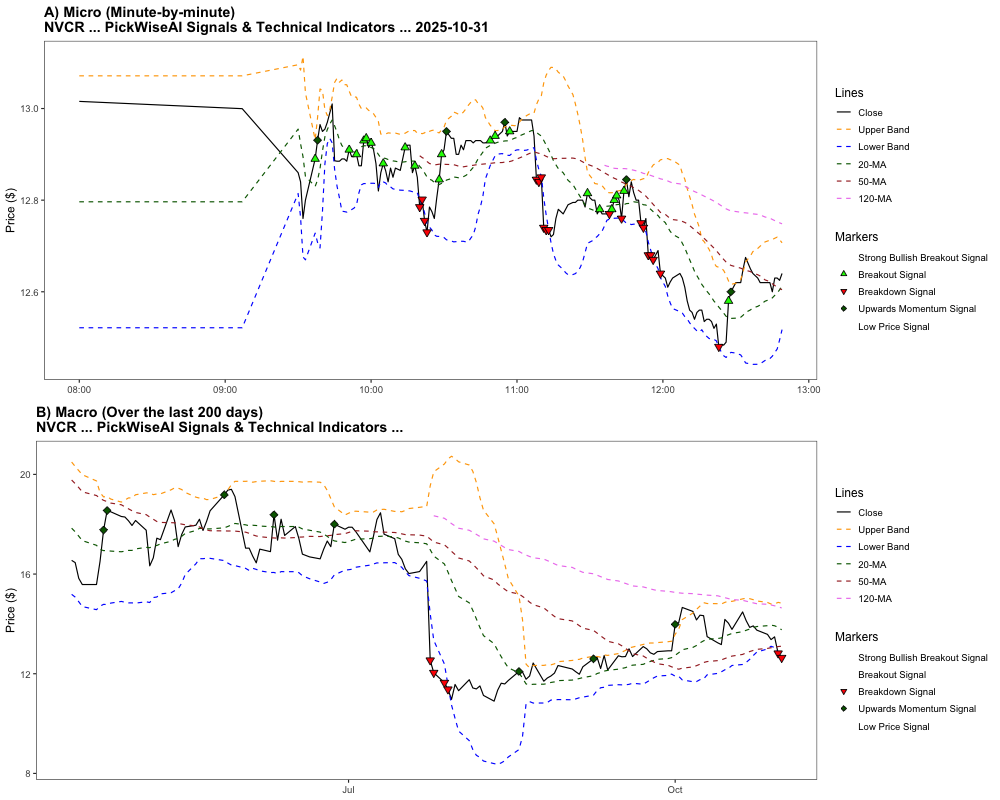 A) Micro (Minute-by-minute)
NVCR ... PickWiseAI Signals & Technical Indicators ... 2025-10-31
Price ($)
13.0
12.8
12.6
08:00
09:00
10:00
11:00
12:00
13:00
Lines
Close
Upper Band
Lower Band
20-MA
50-MA
120-MA
Markers
Strong Bullish Breakout Signal
Breakout Signal
Breakdown Signal
Upwards Momentum Signal
Low Price Signal
B) Macro (Over the last 200 days)
NVCR ... PickWiseAI Signals & Technical Indicators ...
Price ($)
20
16
12
8
Jul
Oct
Lines
Close
Upper Band
Lower Band
20-MA
50-MA
120-MA
Markers
Strong Bullish Breakout Signal
Breakout Signal
Breakdown Signal
Upwards Momentum Signal
Low Price Signal